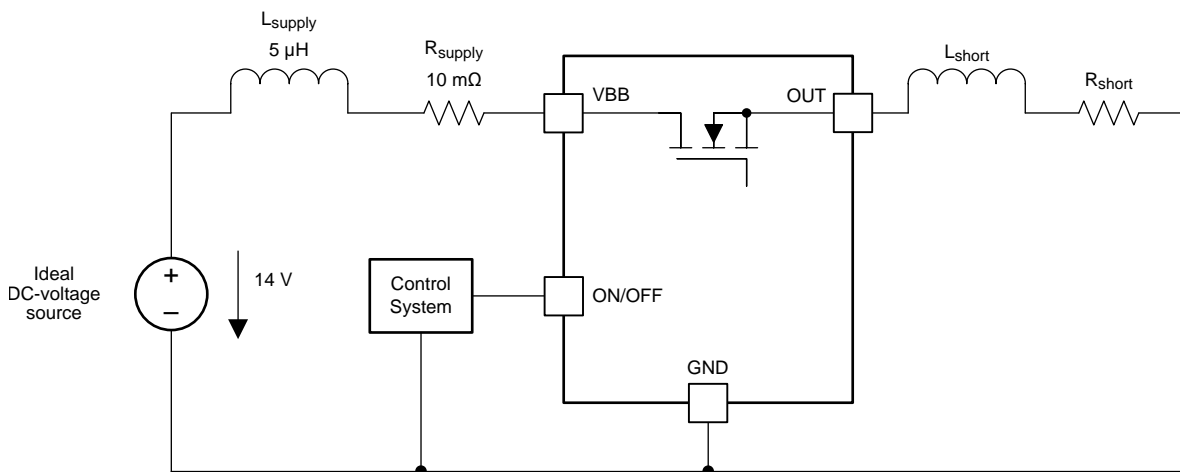 Lsupply
5 μH
Rsupply
10 mΩ
VBB
OUT
Lshort
Rshort
Ideal
DC-voltage
source
+
–
14 V
Control
System
ON/OFF
GND